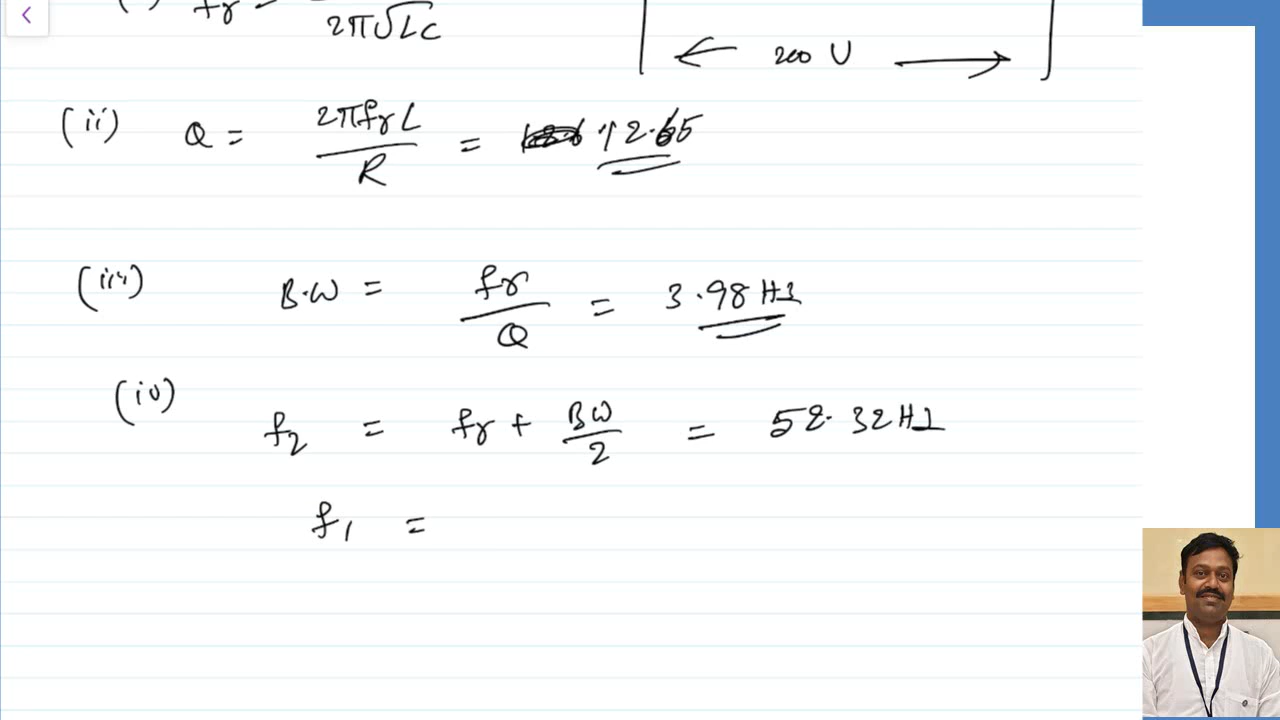 fr = 2π√LC
← 200 V →
(ii) Q = 2πfrL / R = 12.65
(iii) B.W = fr / Q = 3.98 Hz
(iv)
f2 = fr + BW / 2 = 52.32 Hz
f1 =